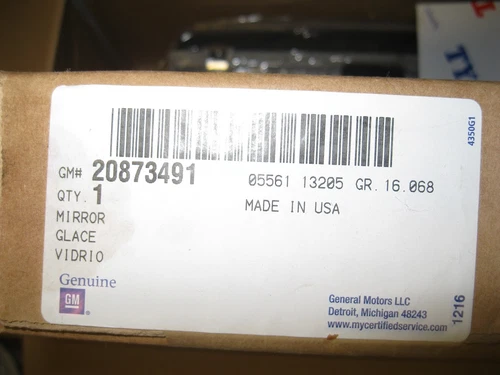 TY
4350G1
GM# 20873491
05561 13205 GR. 16.068
QTY. 1
MADE IN USA
MIRROR
GLACE
VIDRIO
Genuine
GM
General Motors LLC
Detroit, Michigan 48243
www.mycertifiedservice.com
1216